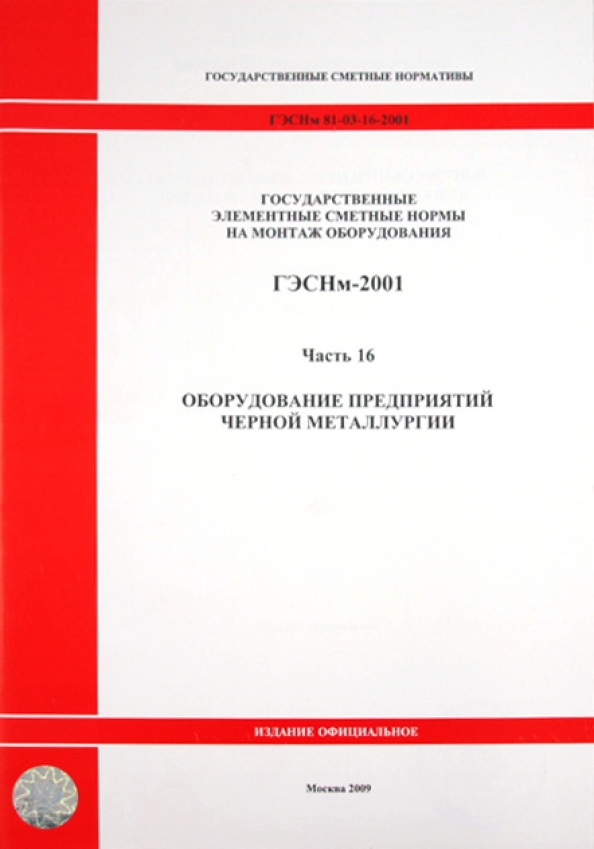 ГОСУДАРСТВЕННЫЕ СМЕТНЫЕ НОРМАТИВЫ
ГЭСНм 81-03-16-2001
ГОСУДАРСТВЕННЫЕ
ЭЛЕМЕНТНЫЕ СМЕТНЫЕ НОРМЫ
НА МОНТАЖ ОБОРУДОВАНИЯ
ГЭСНм-2001
Часть 16
ОБОРУДОВАНИЕ ПРЕДПРИЯТИЙ
ЧЕРНОЙ МЕТАЛЛУРГИИ
ИЗДАНИЕ ОФИЦИАЛЬНОЕ
Москва 2009